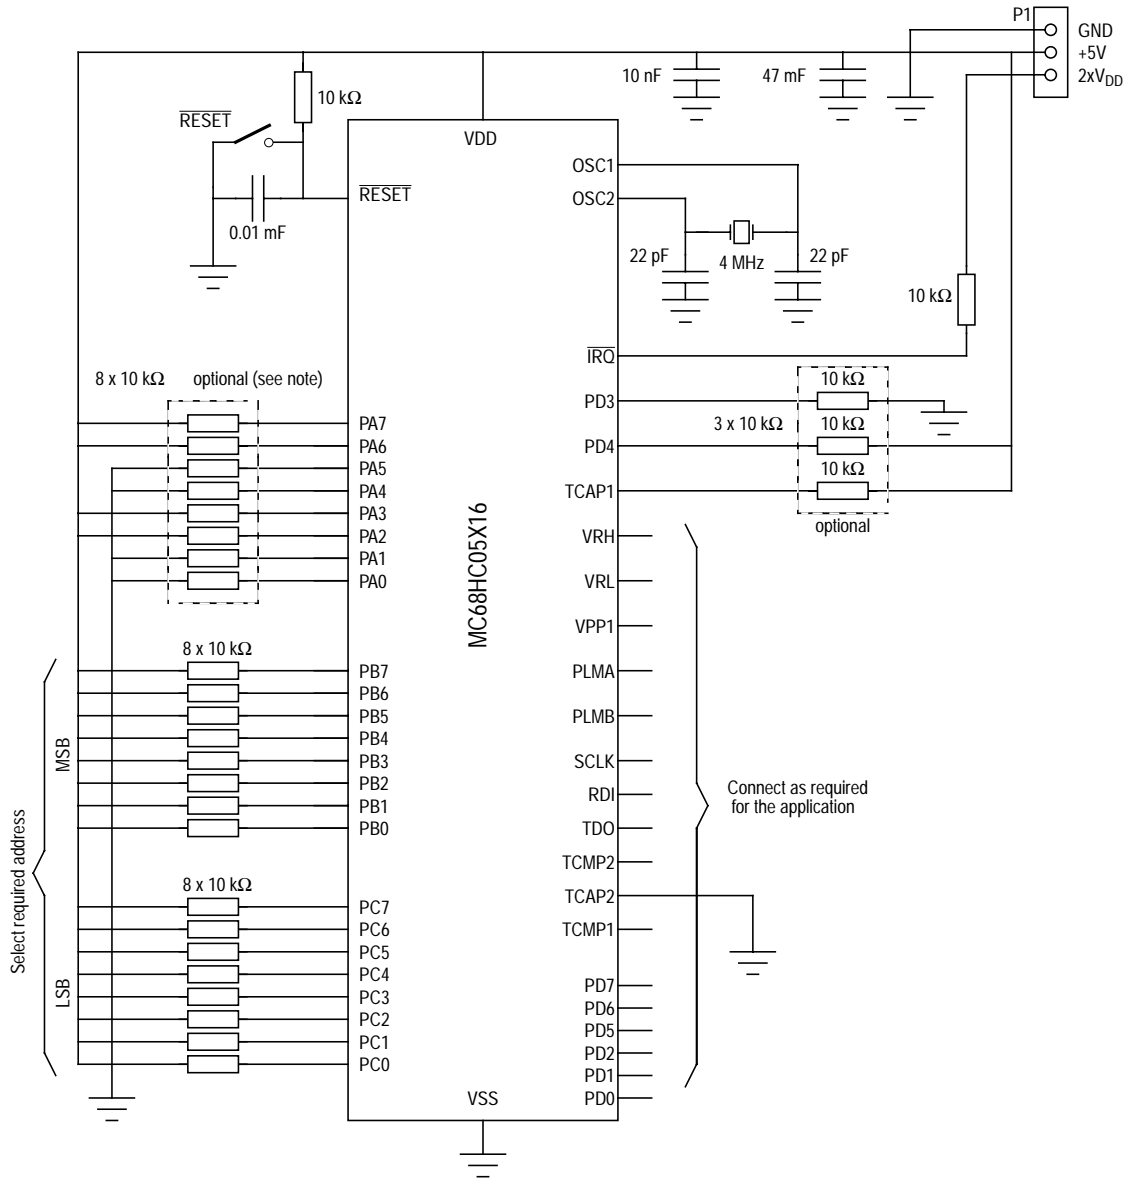 P1
GND
+5V
2xVDD
10 nF
47 mF
10 kΩ
RESET
VDD
OSC1
RESET
OSC2
0.01 mF
22 pF
4 MHz
22 pF
10 kΩ
IRQ
8 x 10 kΩ
optional (see note)
10 kΩ
PD3
3 x 10 kΩ
10 kΩ
PD4
10 kΩ
TCAP1
optional
PA7
PA6
PA5
PA4
PA3
PA2
PA1
PA0
MC68HC05X16
VRH
VRL
VPP1
PLMA
PLMB
SCLK
RDI
TDO
TCMP2
TCAP2
TCMP1
PD7
PD6
PD5
PD2
PD1
PD0
Connect as required
for the application
8 x 10 kΩ
PB7
PB6
PB5
PB4
PB3
PB2
PB1
PB0
MSB
Select required address
LSB
8 x 10 kΩ
PC7
PC6
PC5
PC4
PC3
PC2
PC1
PC0
VSS